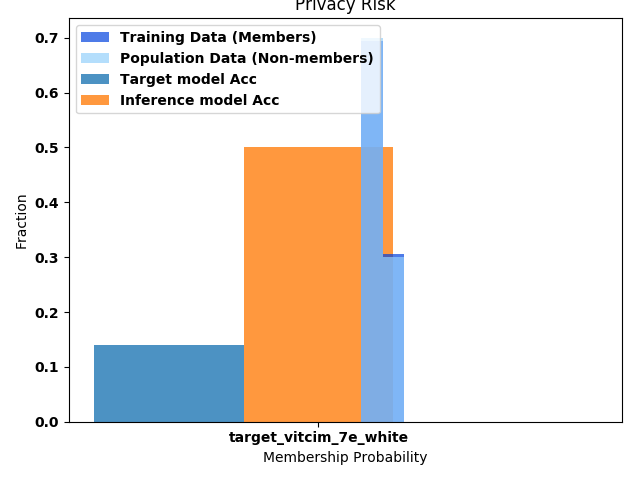 Privacy Risk
Training Data (Members)
Population Data (Non-members)
Target model Acc
Inference model Acc
0.7
0.6
0.5
0.4
0.3
0.2
0.1
0.0
Fraction
target_vitcim_7e_white
Membership Probability